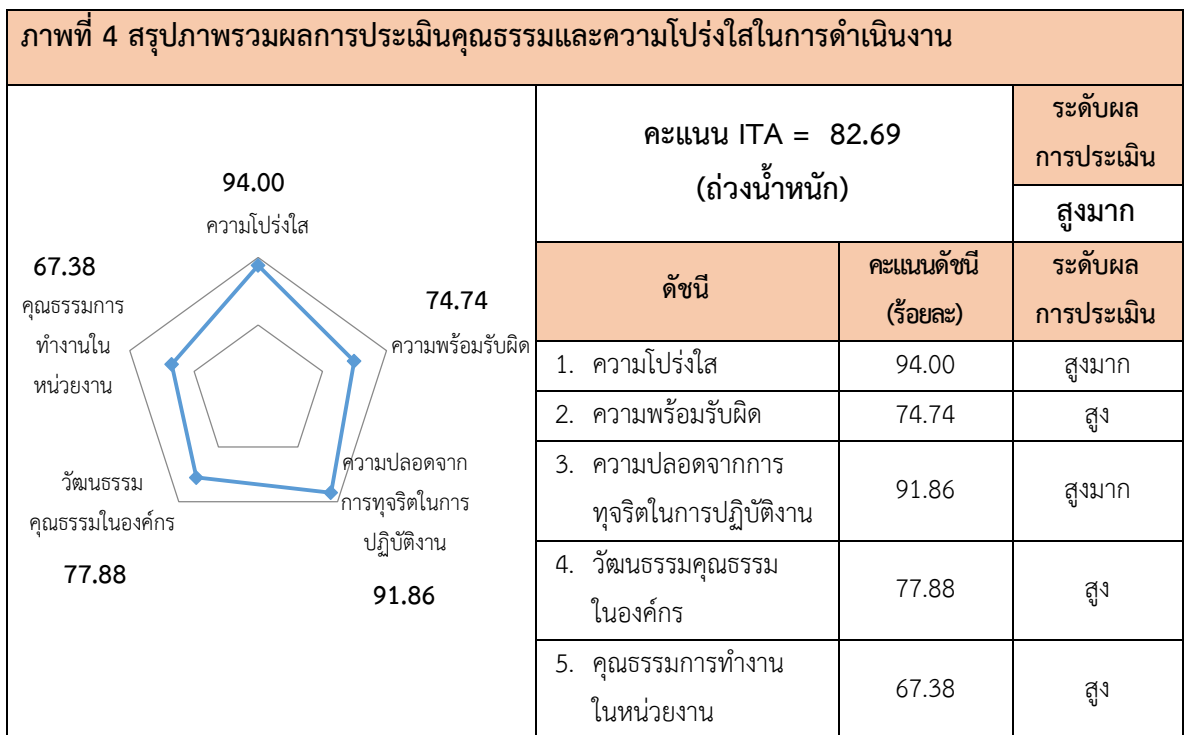 ภาพที่ 4 สรุปภาพรวมผลการประเมินคุณธรรมและความโปร่งใสในการดำเนินงาน
94.00
ความโปร่งใส
67.38
คุณธรรมการ
ทำงานใน
หน่วยงาน
74.74
ความพร้อมรับผิด
วัฒนธรรม
คุณธรรมในองค์กร
77.88
ความปลอดจาก
การทุจริตในการ
ปฏิบัติงาน
91.86
คะแนน ITA = 82.69
(ถ่วงน้ำหนัก)
ระดับผล
การประเมิน
สูงมาก
ดัชนี
คะแนนดัชนี
(ร้อยละ)
ระดับผล
การประเมิน
1. ความโปร่งใส 94.00 สูงมาก
2. ความพร้อมรับผิด 74.74 สูง
3. ความปลอดจากการ
ทุจริตในการปฏิบัติงาน
91.86 สูงมาก
4. วัฒนธรรมคุณธรรม
ในองค์กร
77.88 สูง
5. คุณธรรมการทำงาน
ในหน่วยงาน
67.38 สูง